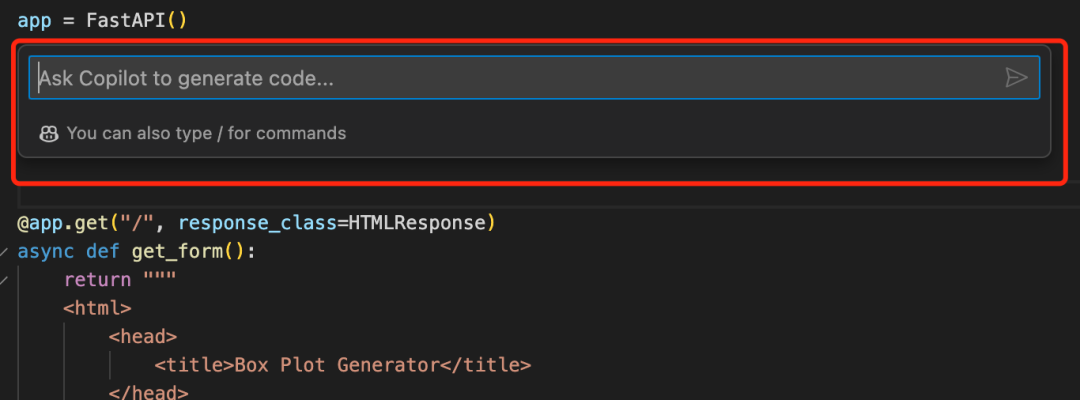 app = FastAPI()
Ask Copilot to generate code...
You can also type / for commands
@app.get("/", response_class=HTMLResponse)
async def get_form():
return """
<html>
<head>
<title>Box Plot Generator</title>
</head>